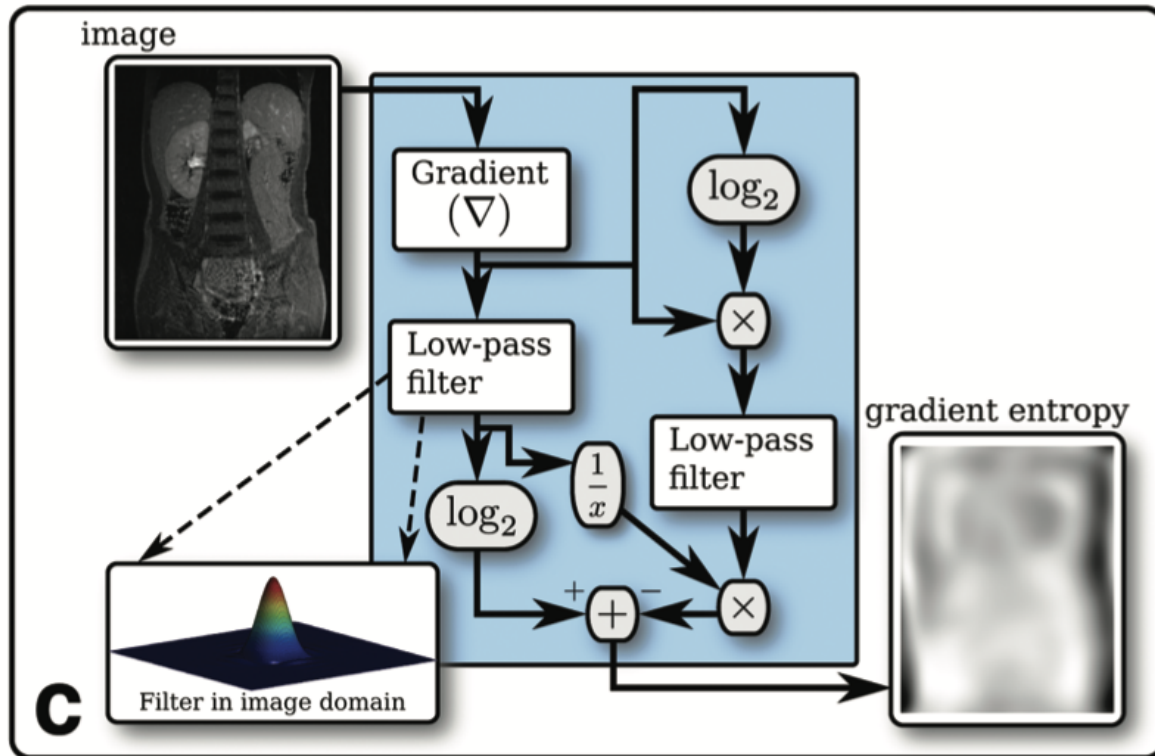 image
Gradient
(∇)
log₂
×
Low-pass
filter
gradient entropy
Low-pass
filter
1/x
log₂
+ + −
×
Filter in image domain
C